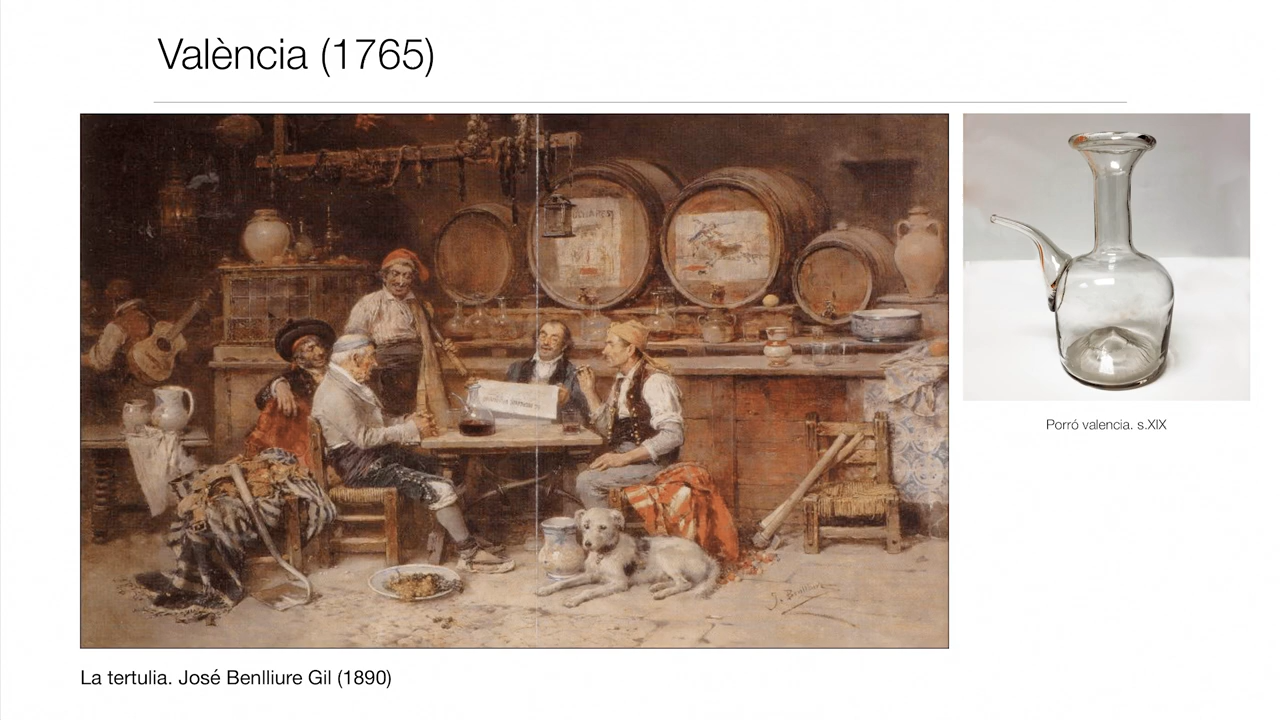 València (1765)
Porró valencia. s.XIX
La tertulia. José Benlliure Gil (1890)